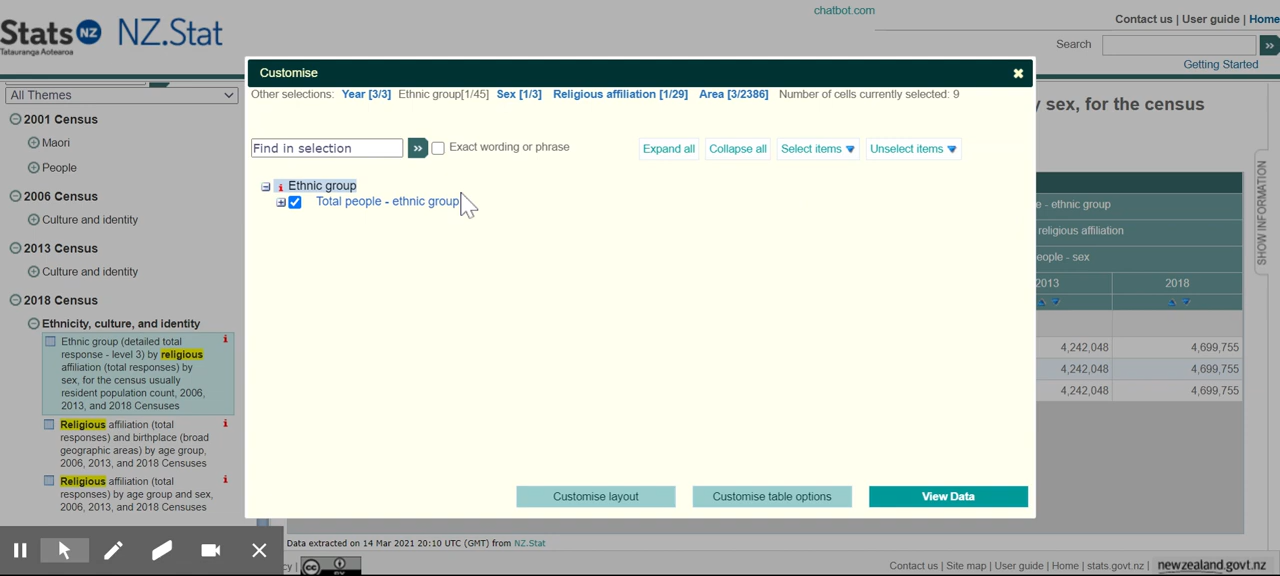 chatbot.com
Contact us | User guide | Home
Stats NZ NZ.Stat
Tatauranga Aotearoa
Search »
Getting Started
Customise
All Themes
Other selections: Year [3/3] Ethnic group[1/45] Sex [1/3] Religious affiliation [1/29] Area [3/2386] Number of cells currently selected: 9
y sex, for the census
2001 Census
Maori
People
2006 Census
Culture and identity
2013 Census
Culture and identity
2018 Census
Ethnicity, culture, and identity
Ethnic group (detailed total
response - level 3) by religious
affiliation (total responses) by
sex, for the census usually
resident population count, 2006,
2013, and 2018 Censuses
Religious affiliation (total
responses) and birthplace (broad
geographic areas) by age group,
2006, 2013, and 2018 Censuses
Religious affiliation (total
responses) by age group and sex,
2006, 2013, and 2018 Censuses
Find in selection » Exact wording or phrase Expand all Collapse all Select items Unselect items
Ethnic group
Total people - ethnic group
Customise layout Customise table options View Data
SHOW INFORMATION
e - ethnic group
religious affiliation
eople - sex
2013 2018
4,242,048 4,699,755
4,242,048 4,699,755
4,242,048 4,699,755
Data extracted on 14 Mar 2021 20:10 UTC (GMT) from NZ.Stat
cy | cc Contact us | Site map | User guide | Home | stats.govt.nz | newzealand.govt.nz